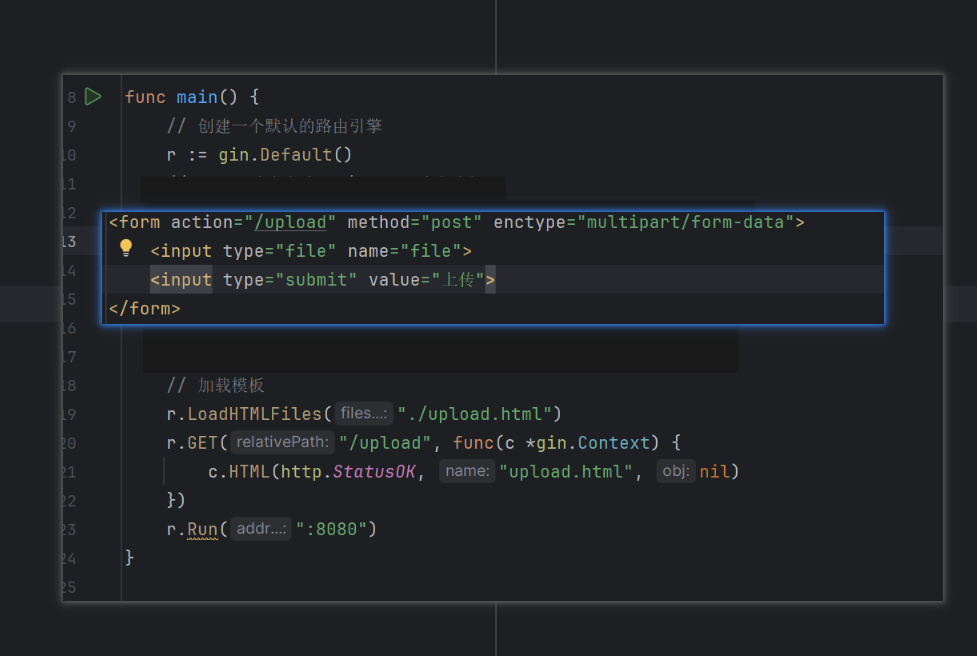 8 func main() {
9 // 创建一个默认的路由引擎
10 r := gin.Default()
11
12
<form action="/upload" method="post" enctype="multipart/form-data">
13
<input type="file" name="file">
14
<input type="submit" value="上传">
15
</form>
16
17
18 // 加载模板
19 r.LoadHTMLFiles( files…: "./upload.html")
20 r.GET( relativePath: "/upload", func(c *gin.Context) {
21 c.HTML(http.StatusOK, name: "upload.html", obj: nil)
22 })
23 r.Run( addr…: ":8080")
24 }
25